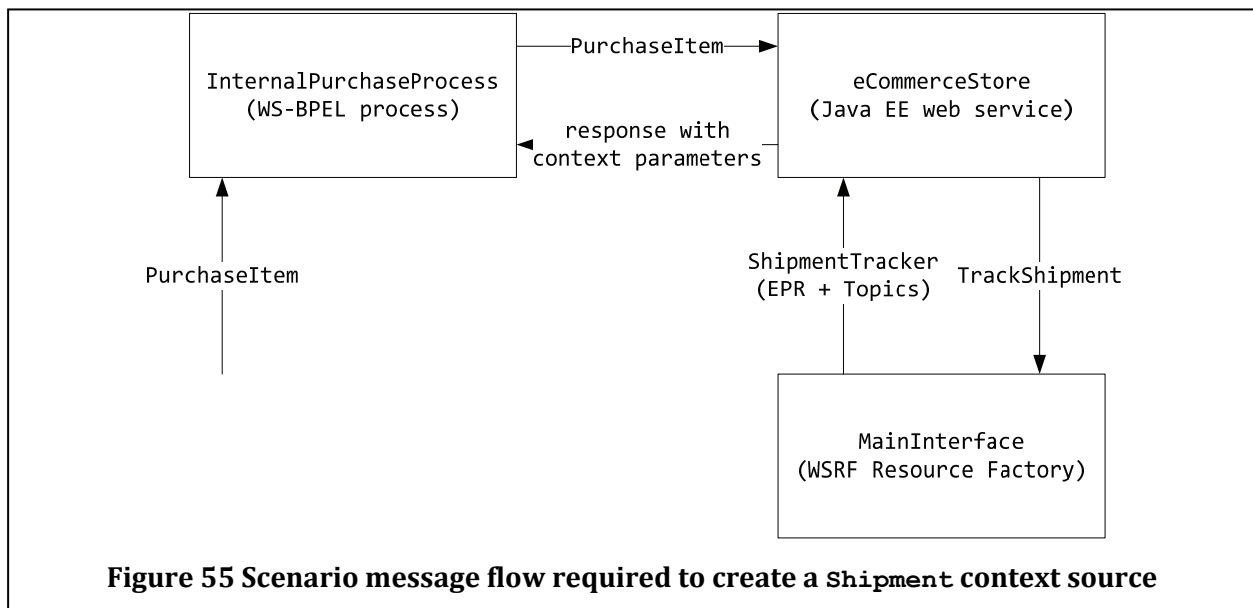 PurchaseItem
InternalPurchaseProcess
(WS-BPEL process)
eCommerceStore
(Java EE web service)
response with
context parameters
PurchaseItem
ShipmentTracker
(EPR + Topics)
TrackShipment
MainInterface
(WSRF Resource Factory)
Figure 55 Scenario message flow required to create a Shipment context source